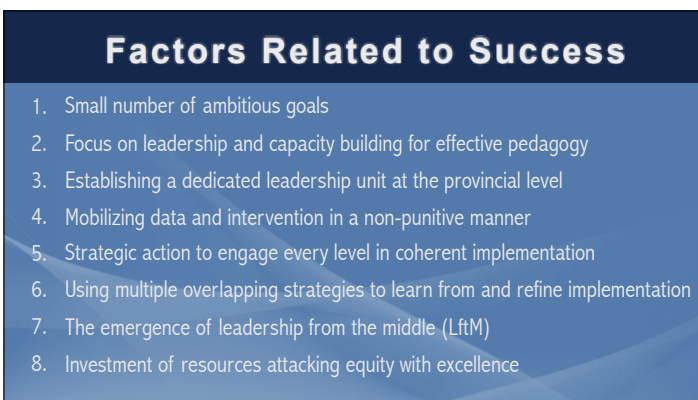 Factors Related to Success
1. Small number of ambitious goals
2. Focus on leadership and capacity building for effective pedagogy
3. Establishing a dedicated leadership unit at the provincial level
4. Mobilizing data and intervention in a non-punitive manner
5. Strategic action to engage every level in coherent implementation
6. Using multiple overlapping strategies to learn from and refine implementation
7. The emergence of leadership from the middle (LftM)
8. Investment of resources attacking equity with excellence